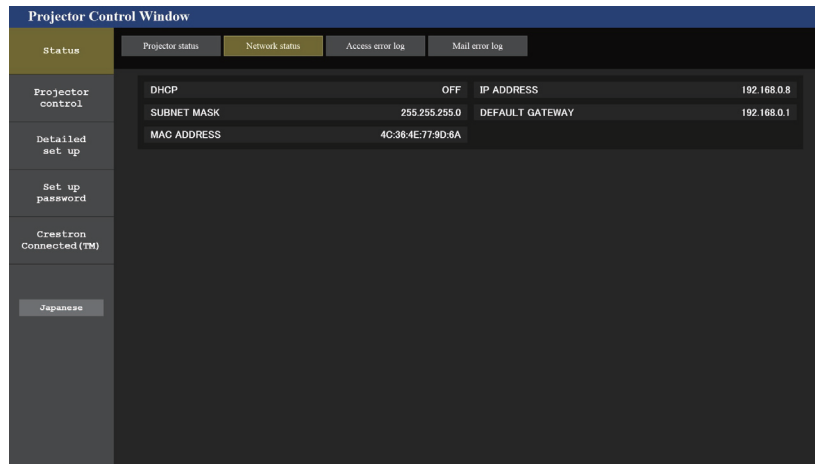 Projector Control Window
Status
Projector status
Network status
Access error log
Mail error log
DHCP OFF IP ADDRESS 192.168.0.8
SUBNET MASK 255.255.255.0 DEFAULT GATEWAY 192.168.0.1
MAC ADDRESS 4C:36:4E:77:9D:6A
Projector
control
Detailed
set up
Set up
password
Crestron
Connected(TM)
Japanese